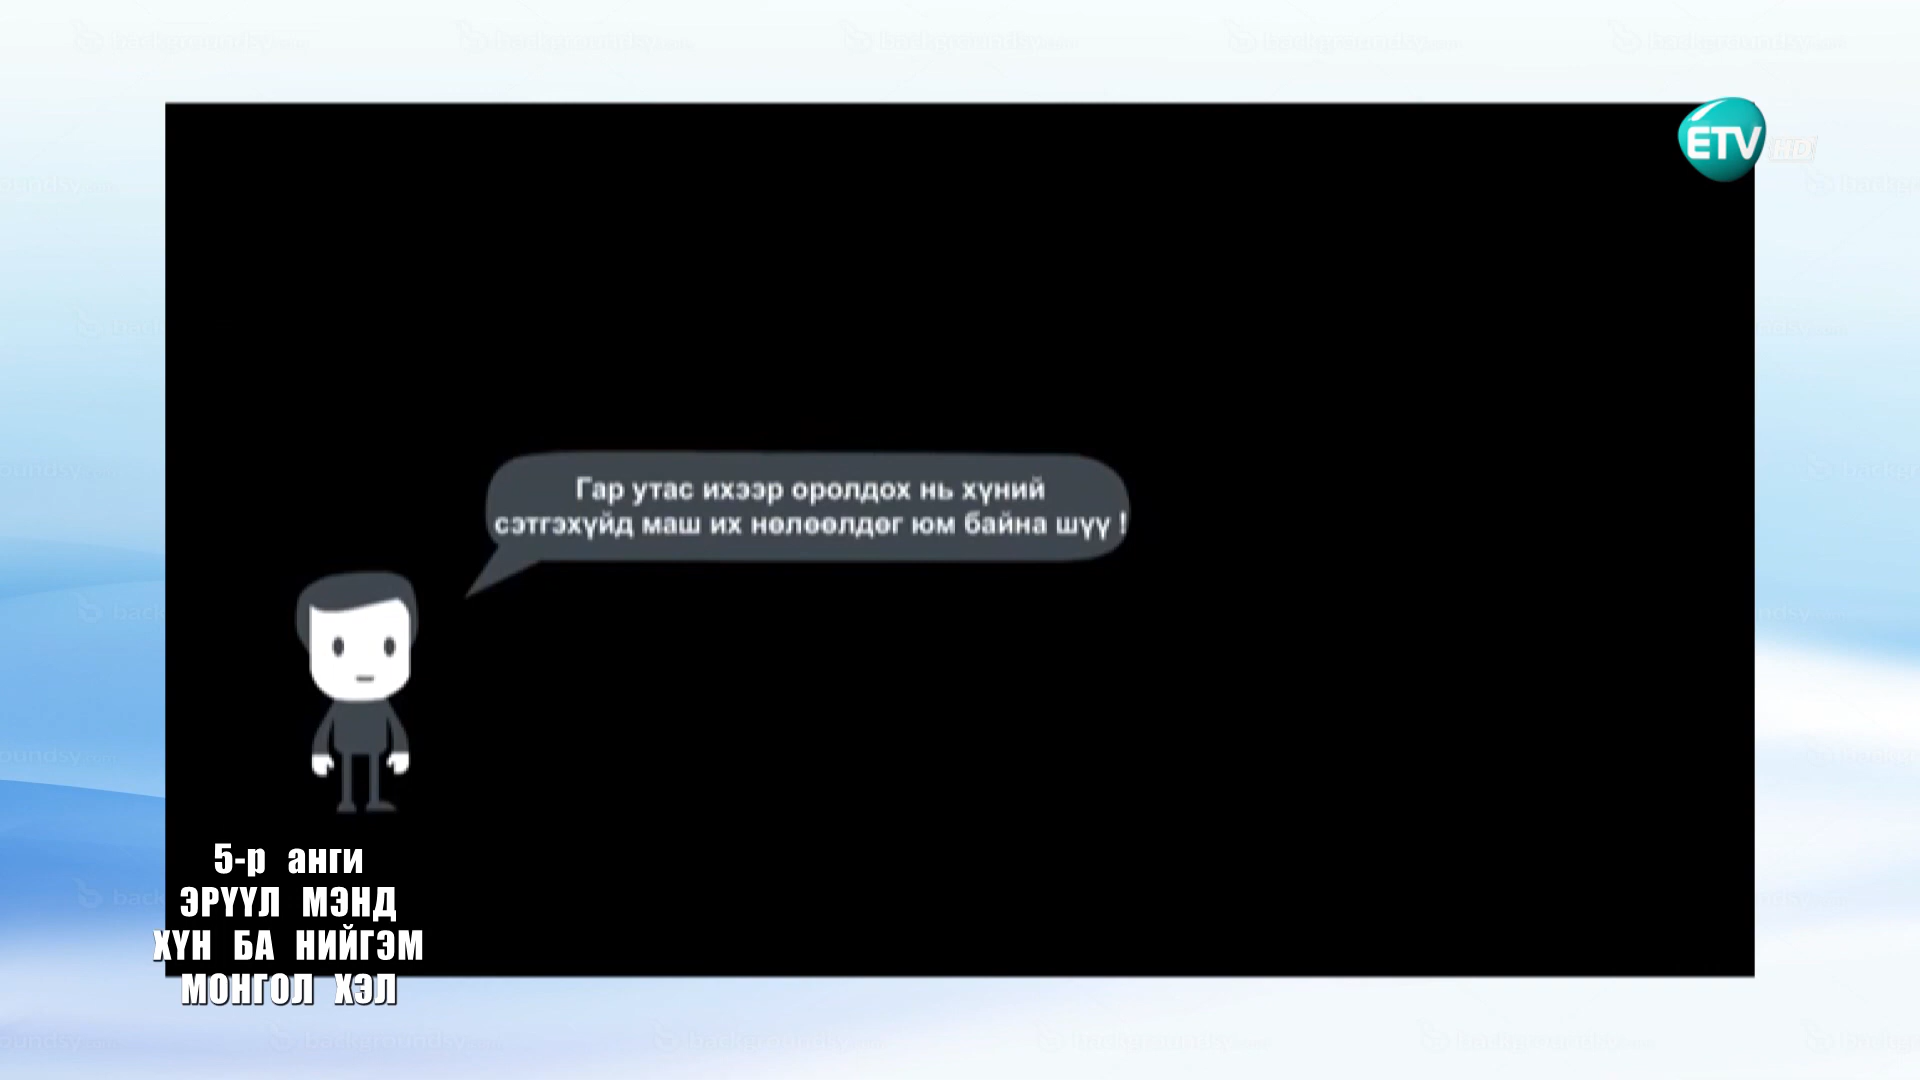 ETV HD
Гар утас ихээр оролдох нь хүний
сэтгэхүйд маш их нөлөөлдөг юм байна шүү !
5-р анги
ЭРҮҮЛ МЭНД
ХҮН БА НИЙГЭМ
МОНГОЛ ХЭЛ